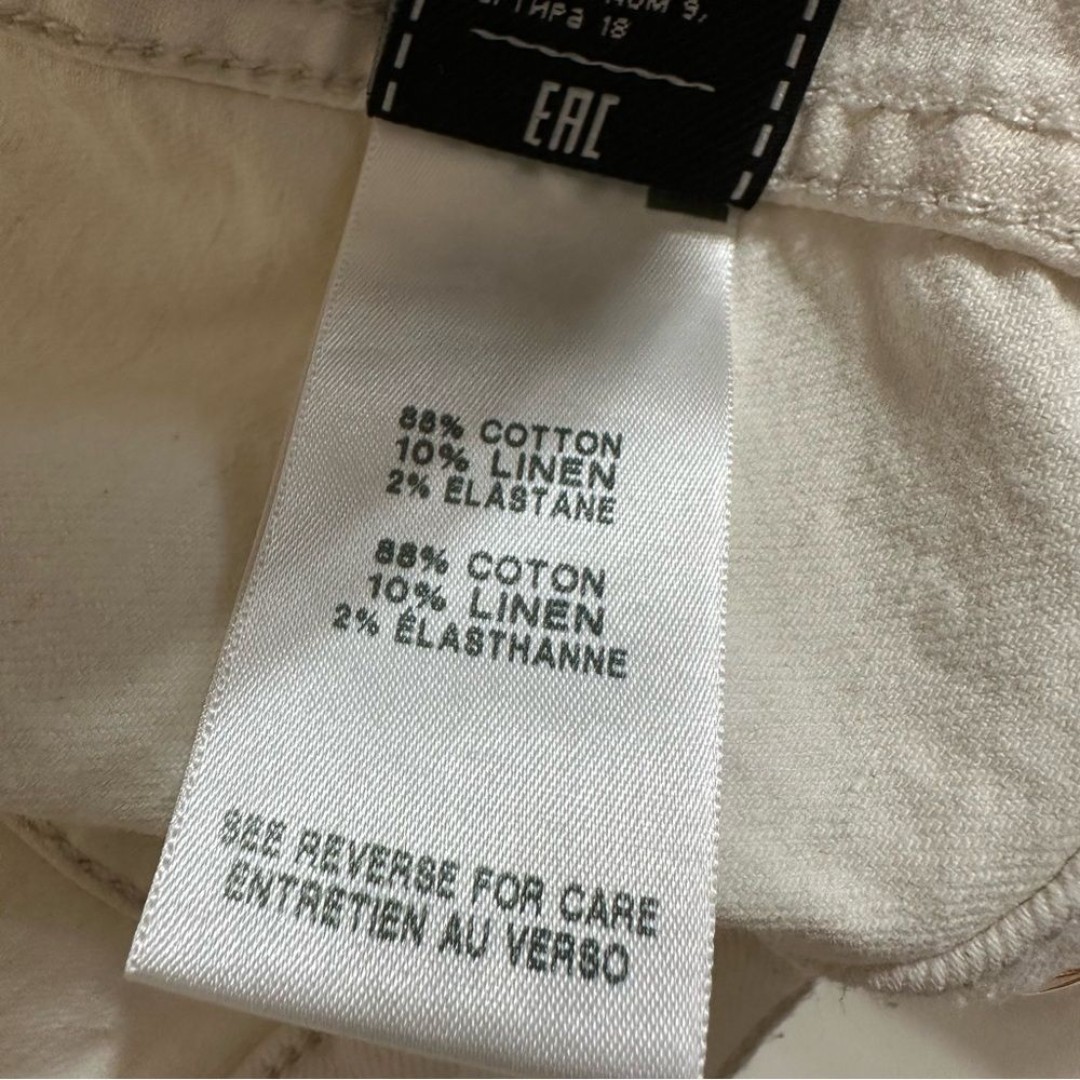 18
EAC
88% COTTON
10% LINEN
2% ELASTANE
88% COTON
10% LINEN
2% ÉLASTHANNE
SEE REVERSE FOR CARE
ENTRETIEN AU VERSO